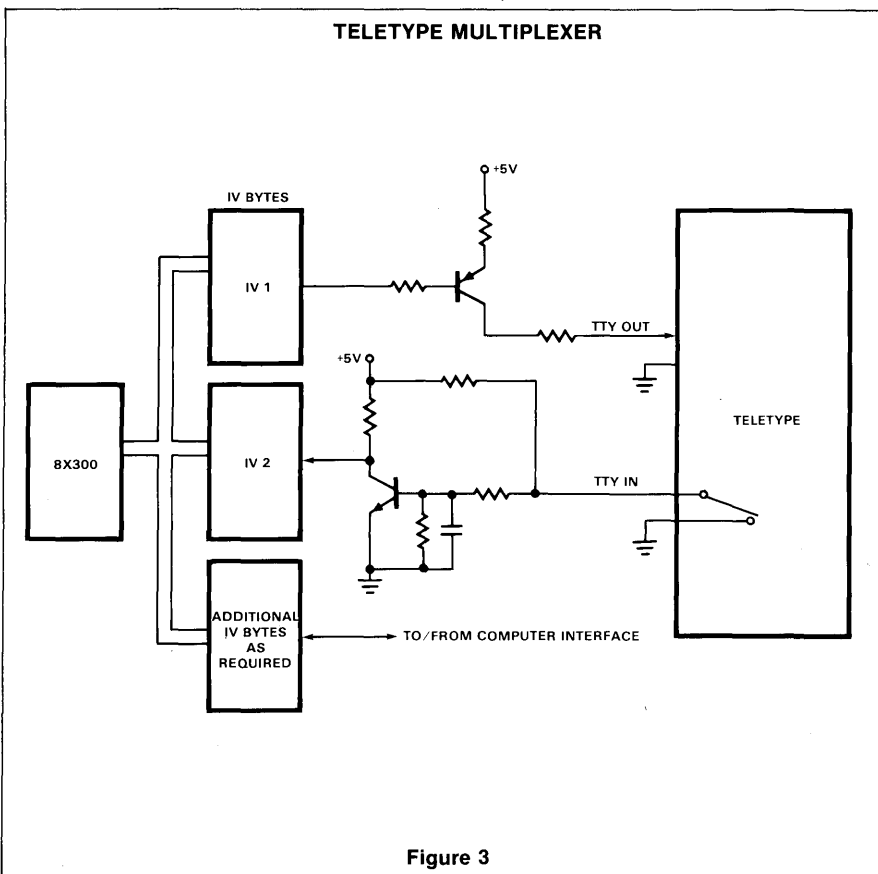 TELETYPE MULTIPLEXER
+5V
IV BYTES
IV 1
TTY OUT
+5V
TELETYPE
8X300
IV 2
TTY IN
ADDITIONAL
IV BYTES
AS
REQUIRED
TO/FROM COMPUTER INTERFACE
Figure 3